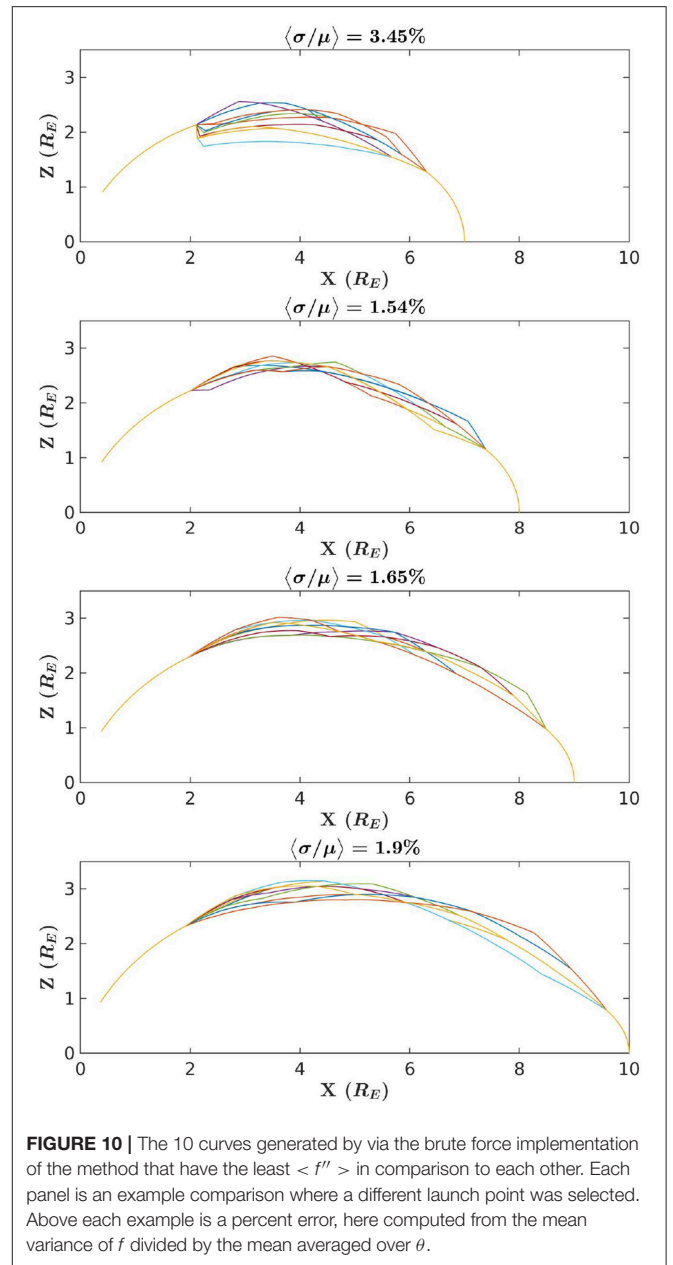 ⟨σ/μ⟩ = 3.45%
3
2
1
0
Z (R_E)
0 2 4 6 8 10
X (R_E)
⟨σ/μ⟩ = 1.54%
3
2
1
0
Z (R_E)
0 2 4 6 8 10
X (R_E)
⟨σ/μ⟩ = 1.65%
3
2
1
0
Z (R_E)
0 2 4 6 8 10
X (R_E)
⟨σ/μ⟩ = 1.9%
3
2
1
0
Z (R_E)
0 2 4 6 8 10
X (R_E)
FIGURE 10 | The 10 curves generated by via the brute force implementation
of the method that have the least < f′′ > in comparison to each other. Each
panel is an example comparison where a different launch point was selected.
Above each example is a percent error, here computed from the mean
variance of f divided by the mean averaged over θ.